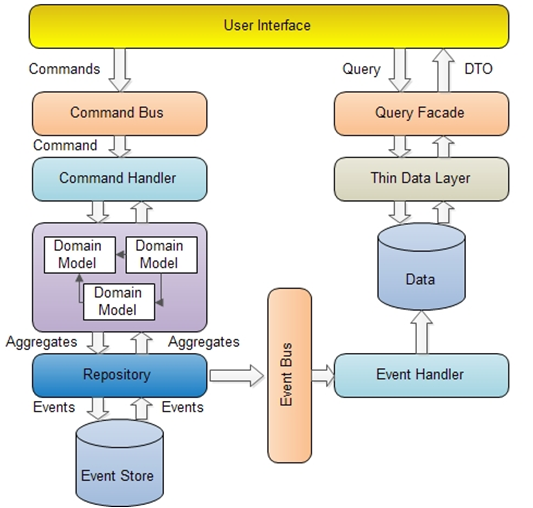 User Interface
Commands
Query
DTO
Command Bus
Query Facade
Command
Command Handler
Thin Data Layer
Domain
Model
Domain
Model
Domain
Model
Data
Aggregates
Aggregates
Repository
Event Bus
Event Handler
Events
Events
Event Store